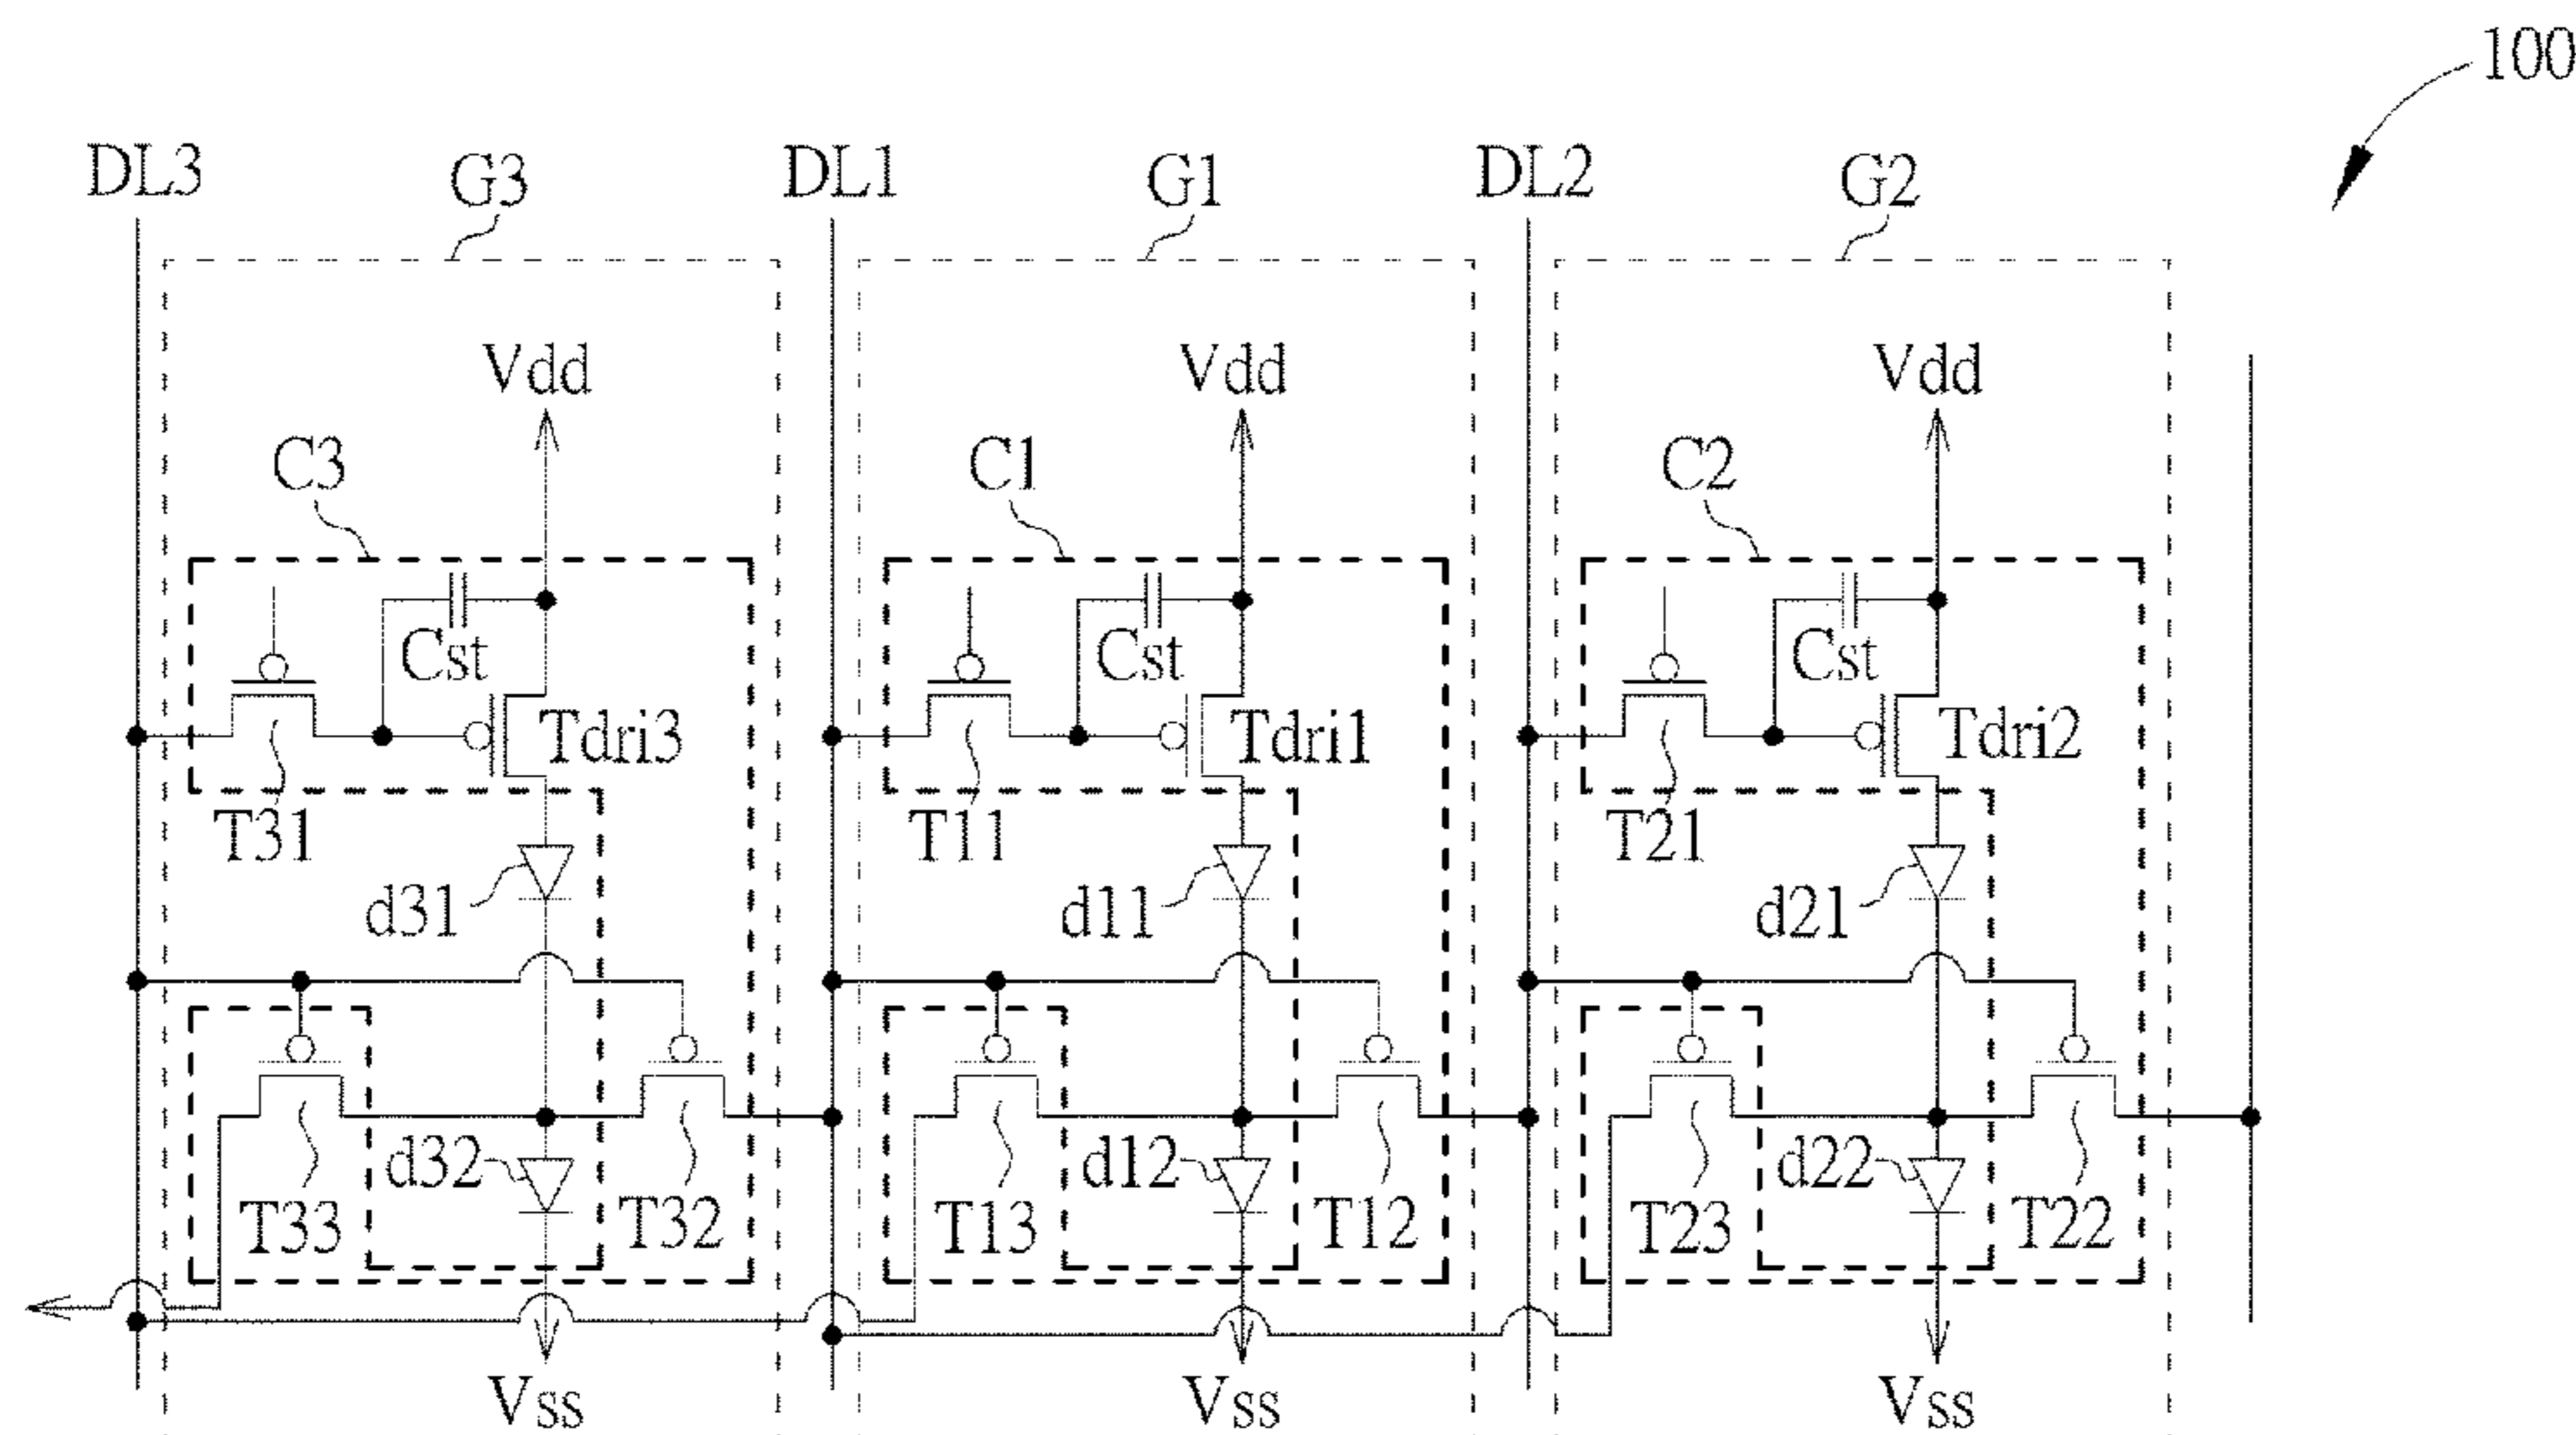 100
DL3 G3 DL1 G1 DL2 G2
Vdd Vdd Vdd
C3 C1 C2
Cst Cst Cst
Tdri3 Tdri1 Tdri2
T31 T11 T21
d31 d11 d21
d32 d12 d22
T33 T32 T13 T12 T23 T22
Vss Vss Vss